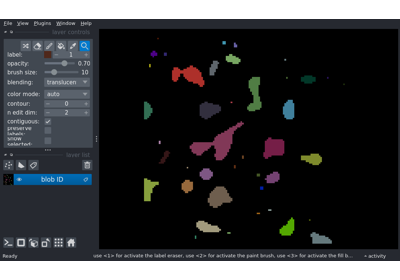 File View Plugins Window Help
layer controls
label: 1
opacity: 0.70
brush size: 10
blending: translucen
color mode: auto
contour: 0
n edit dim: 2
contiguous:
preserve labels:
show selected:
layer list
blob ID
Ready
use <1> for activate the label eraser, use <2> for activate the paint brush, use <3> for activate the fill b...
activity